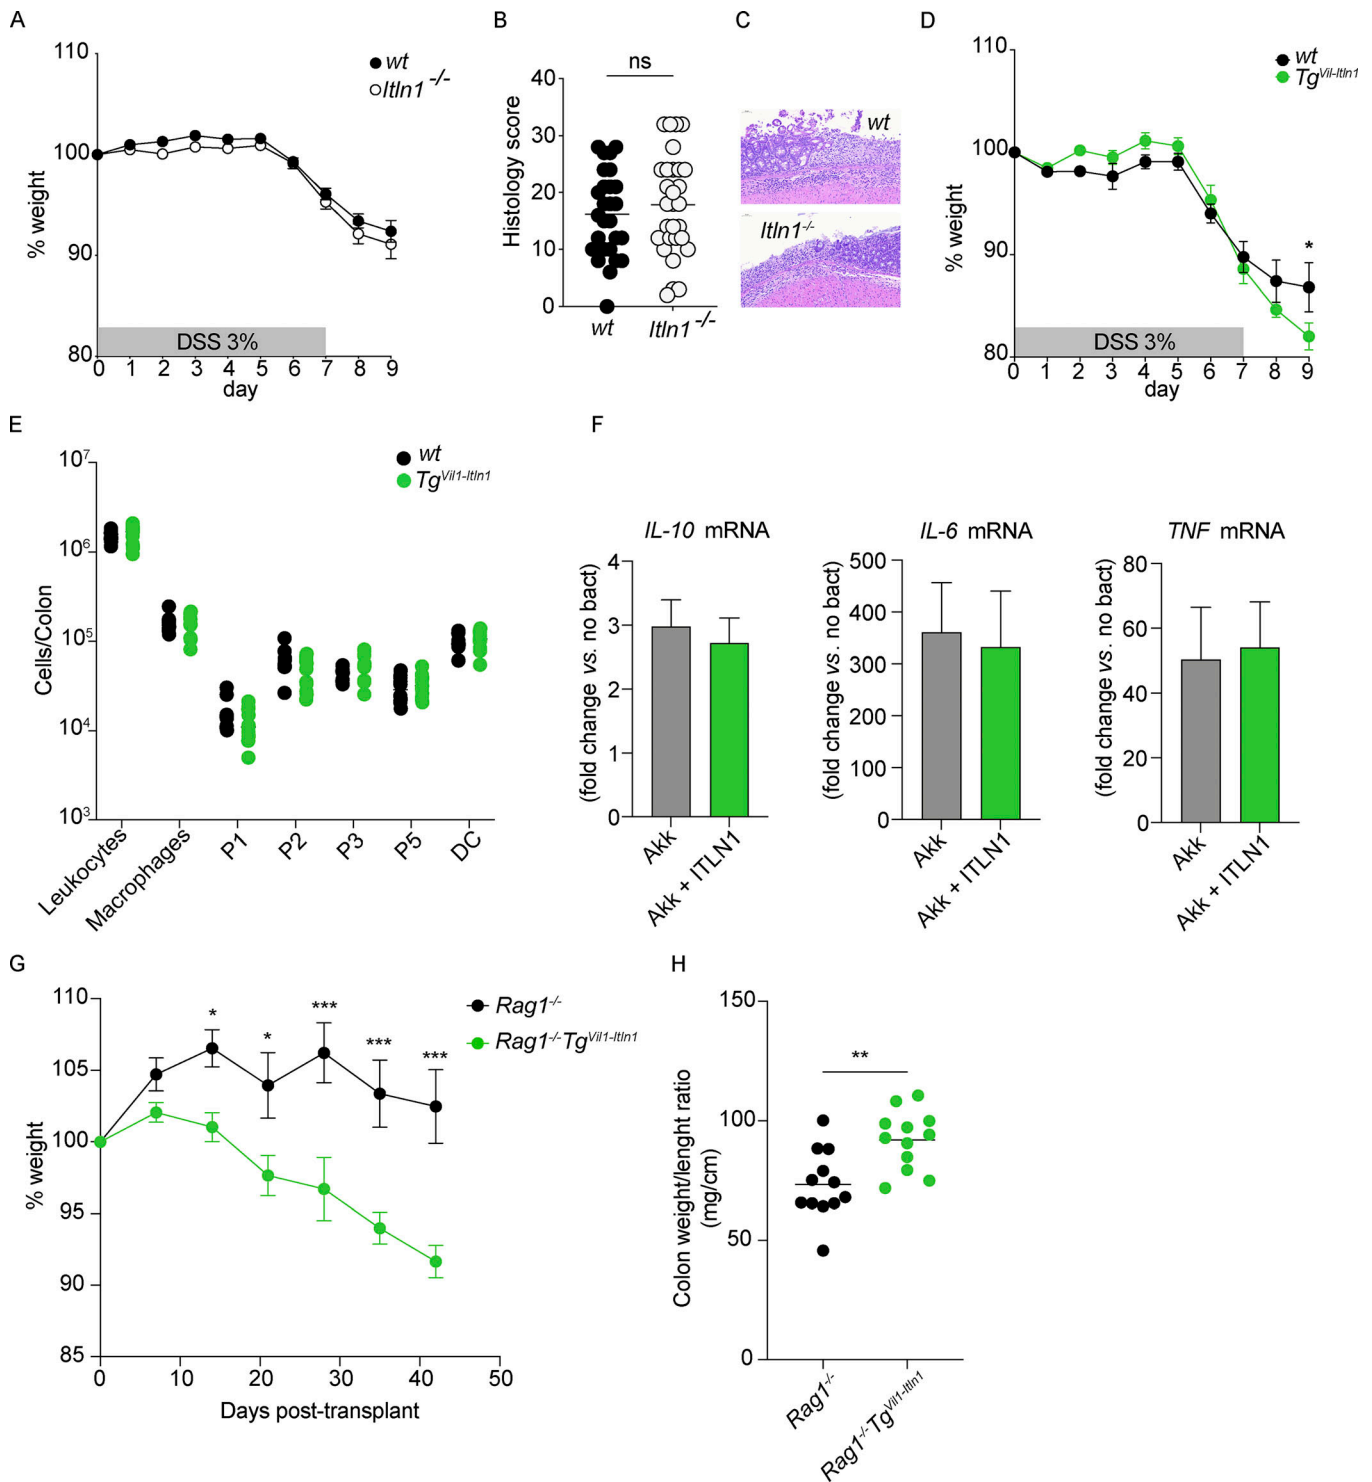 A
110
100
90
80
% weight
wt
Itln1 -/-
DSS 3%
0 1 2 3 4 5 6 7 8 9
day
B
ns
40
30
20
10
0
Histology score
wt
Itln1-/-
C
wt
Itln1-/-
D
110
100
90
80
% weight
wt
TgVil-Itln1
*
DSS 3%
0 1 2 3 4 5 6 7 8 9
day
E
10^7
10^6
10^5
10^4
10^3
Cells/Colon
wt
TgVil1-Itln1
Leukocytes
Macrophages
P1
P2
P3
P5
DC
F
IL-10 mRNA
4
3
2
1
0
(fold change vs. no bact)
Akk
Akk + ITLN1
IL-6 mRNA
500
400
300
200
100
0
(fold change vs. no bact)
Akk
Akk + ITLN1
TNF mRNA
80
60
40
20
0
(fold change vs. no bact)
Akk
Akk + ITLN1
G
110
105
100
95
90
85
% weight
* * *** *** ***
Rag1-/-
Rag1-/-TgVil1-Itln1
0 10 20 30 40 50
Days post-transplant
H
150
100
50
0
Colon weight/lenght ratio
(mg/cm)
**
Rag1-/-
Rag1-/-TgVil1-Itln1